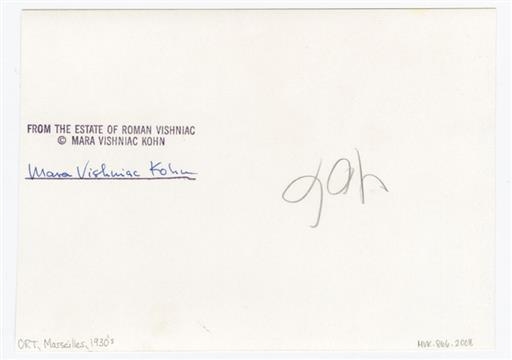 FROM THE ESTATE OF ROMAN VISHNIAC
© MARA VISHNIAC KOHN
Mara Vishniac Kohn
ORT, Marseilles, 1930's
MVK.866.2008